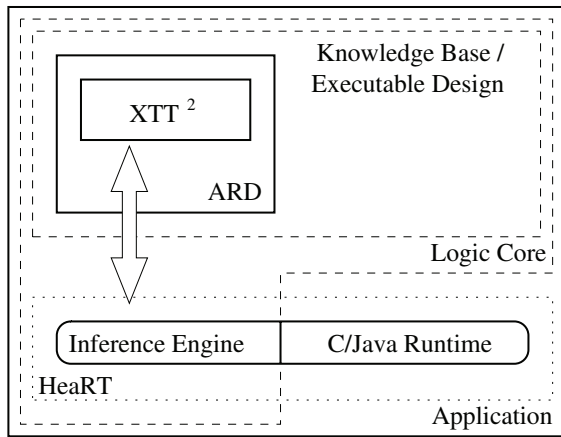 Knowledge Base /
Executable Design
XTT 2
ARD
Logic Core
Inference Engine
C/Java Runtime
HeaRT
Application